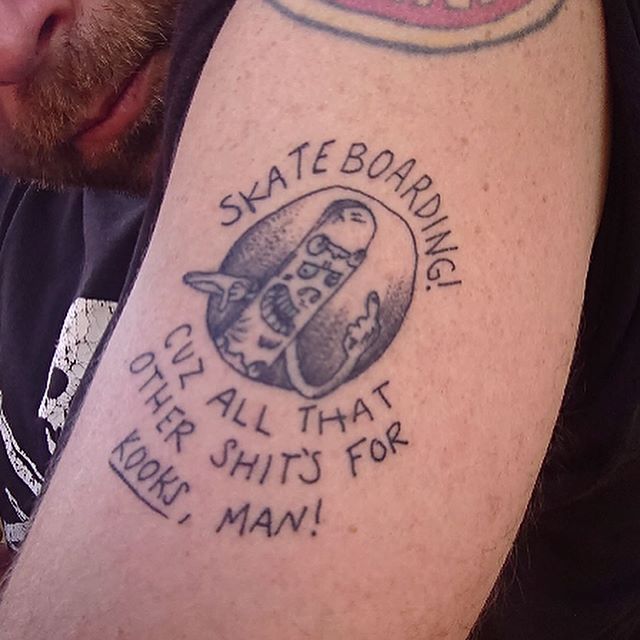 SKATEBOARDING!
CUZ ALL THAT
OTHER SHIT'S FOR
KOOKS, MAN!